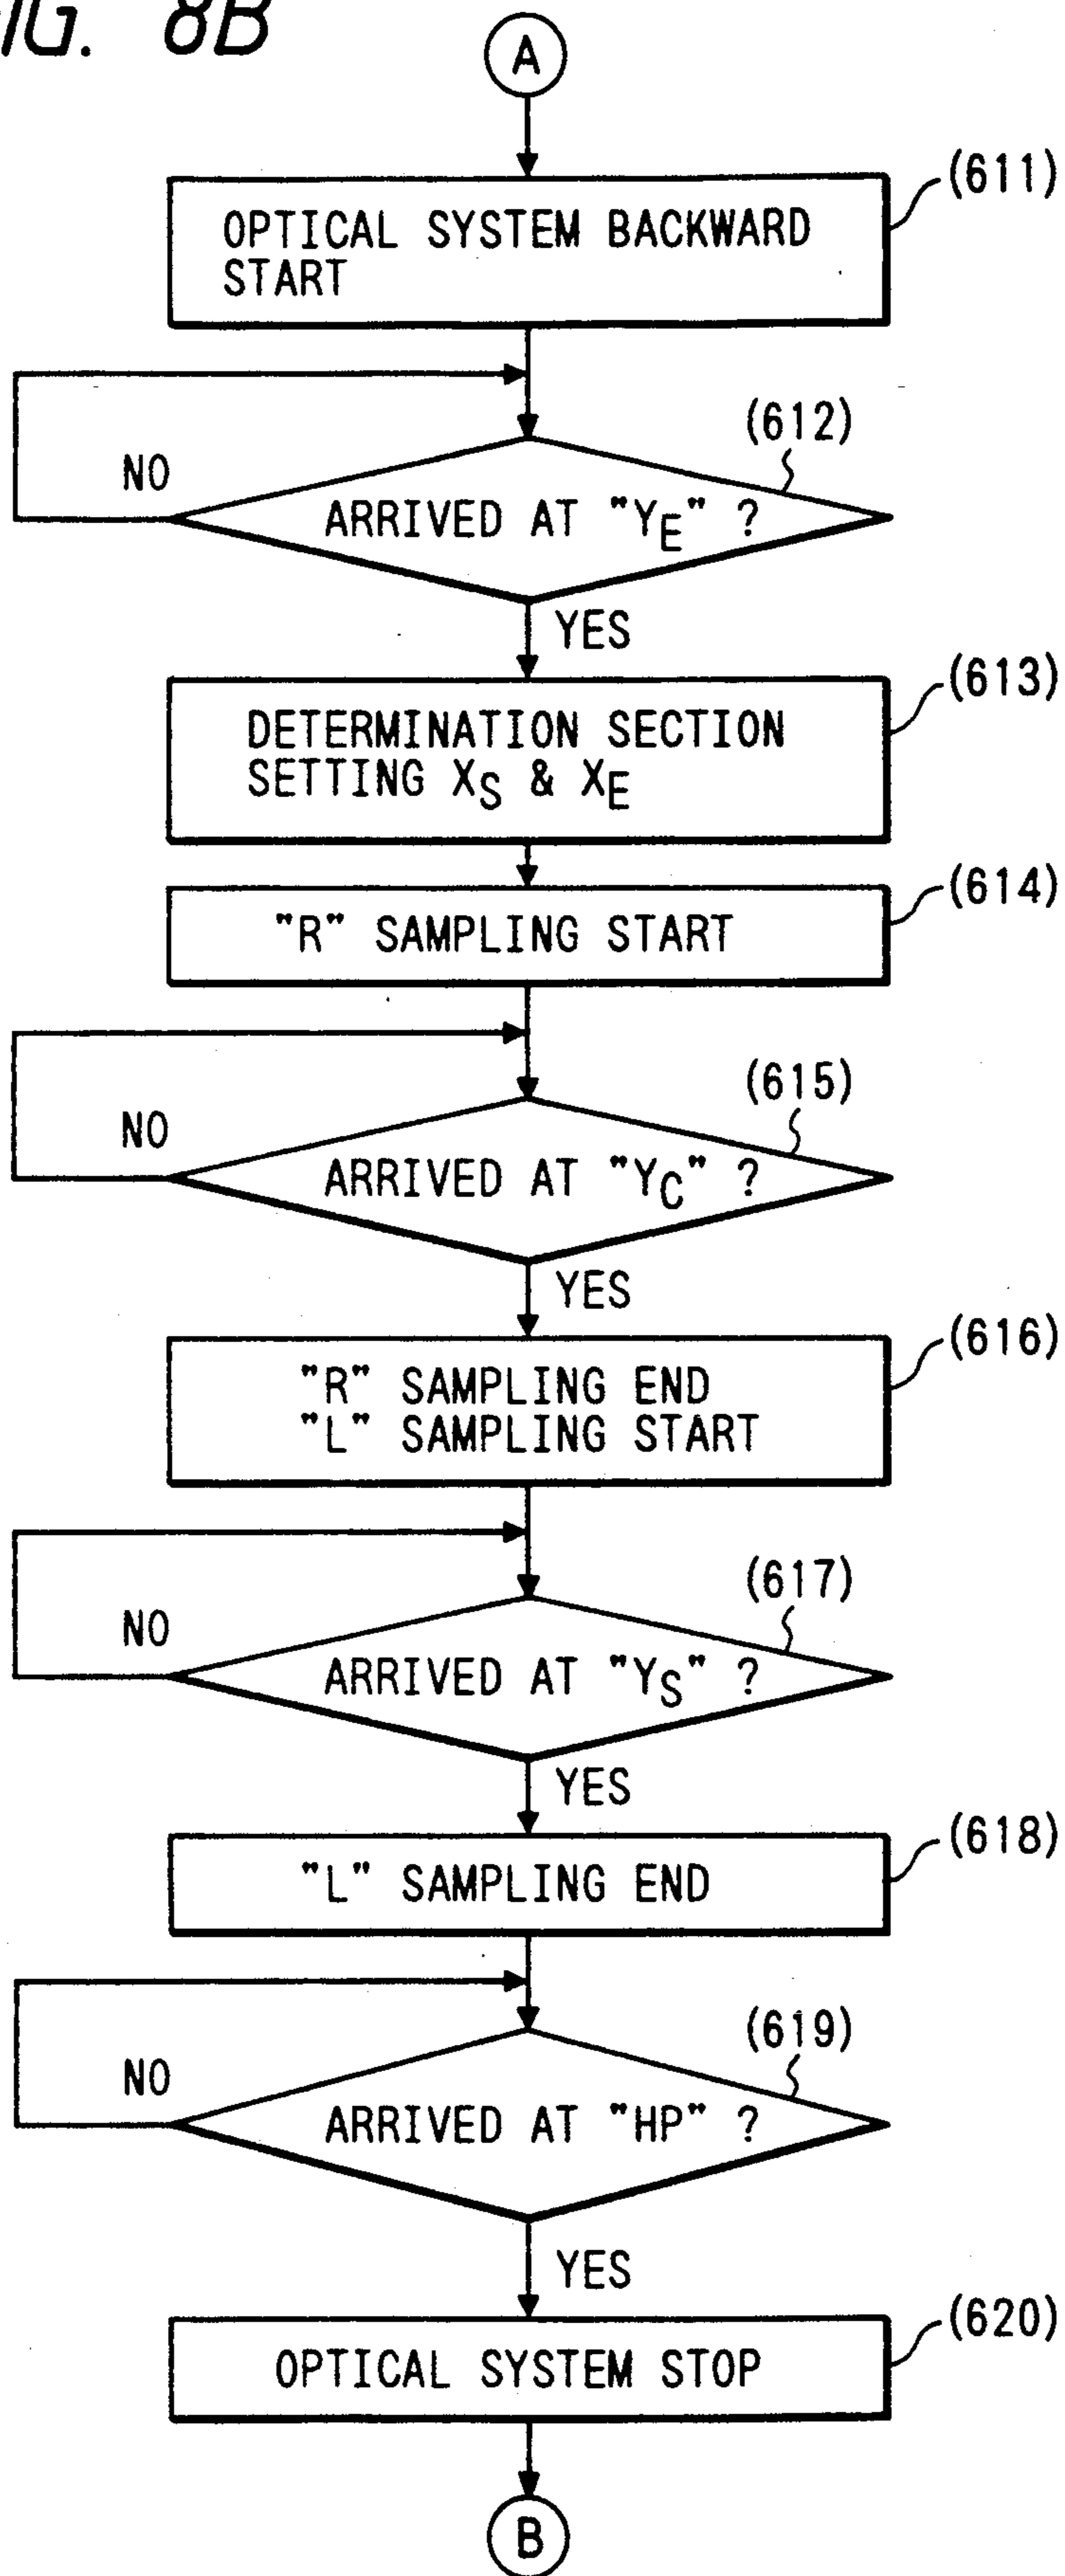 IG. 8B
A
(611)
OPTICAL SYSTEM BACKWARD
START
(612)
NO
ARRIVED AT "YE" ?
YES
(613)
DETERMINATION SECTION
SETTING XS & XE
(614)
"R" SAMPLING START
(615)
NO
ARRIVED AT "YC" ?
YES
(616)
"R" SAMPLING END
"L" SAMPLING START
(617)
NO
ARRIVED AT "YS" ?
YES
(618)
"L" SAMPLING END
(619)
NO
ARRIVED AT "HP" ?
YES
(620)
OPTICAL SYSTEM STOP
B